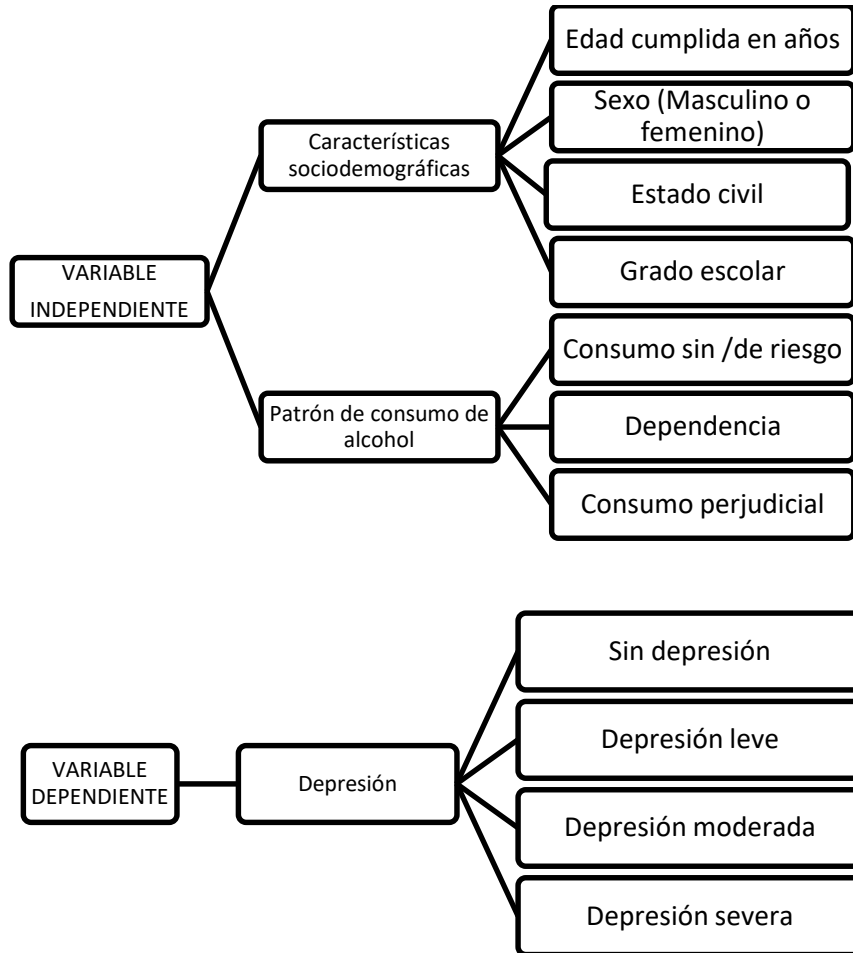 Edad cumplida en años
Sexo (Masculino o
femenino)
Características
sociodemográficas
Estado civil
Grado escolar
VARIABLE
INDEPENDIENTE
Consumo sin /de riesgo
Patrón de consumo de
alcohol
Dependencia
Consumo perjudicial
Sin depresión
Depresión leve
VARIABLE
DEPENDIENTE
Depresión
Depresión moderada
Depresión severa